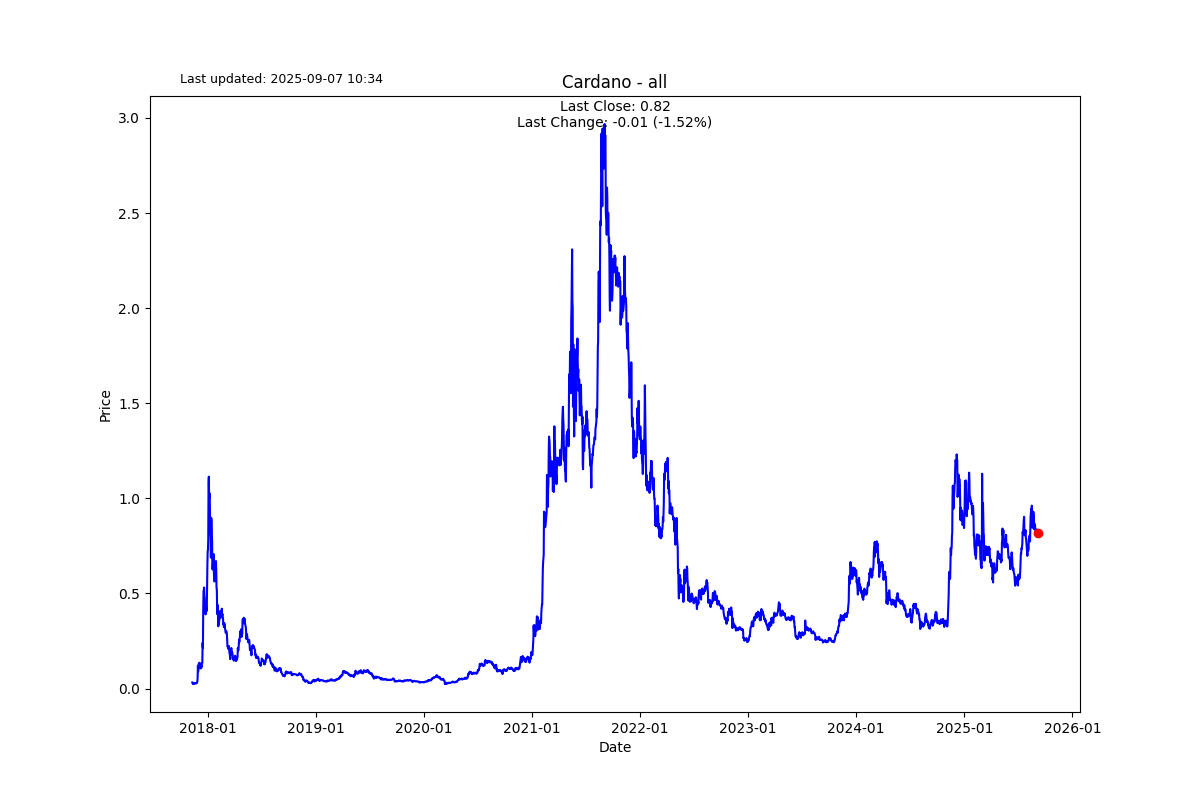 Last updated: 2025-09-07 10:34
Cardano - all
Last Close: 0.82
Last Change: -0.01 (-1.52%)
3.0
2.5
2.0
1.5
1.0
0.5
0.0
Price
2018-01 2019-01 2020-01 2021-01 2022-01 2023-01 2024-01 2025-01 2026-01
Date